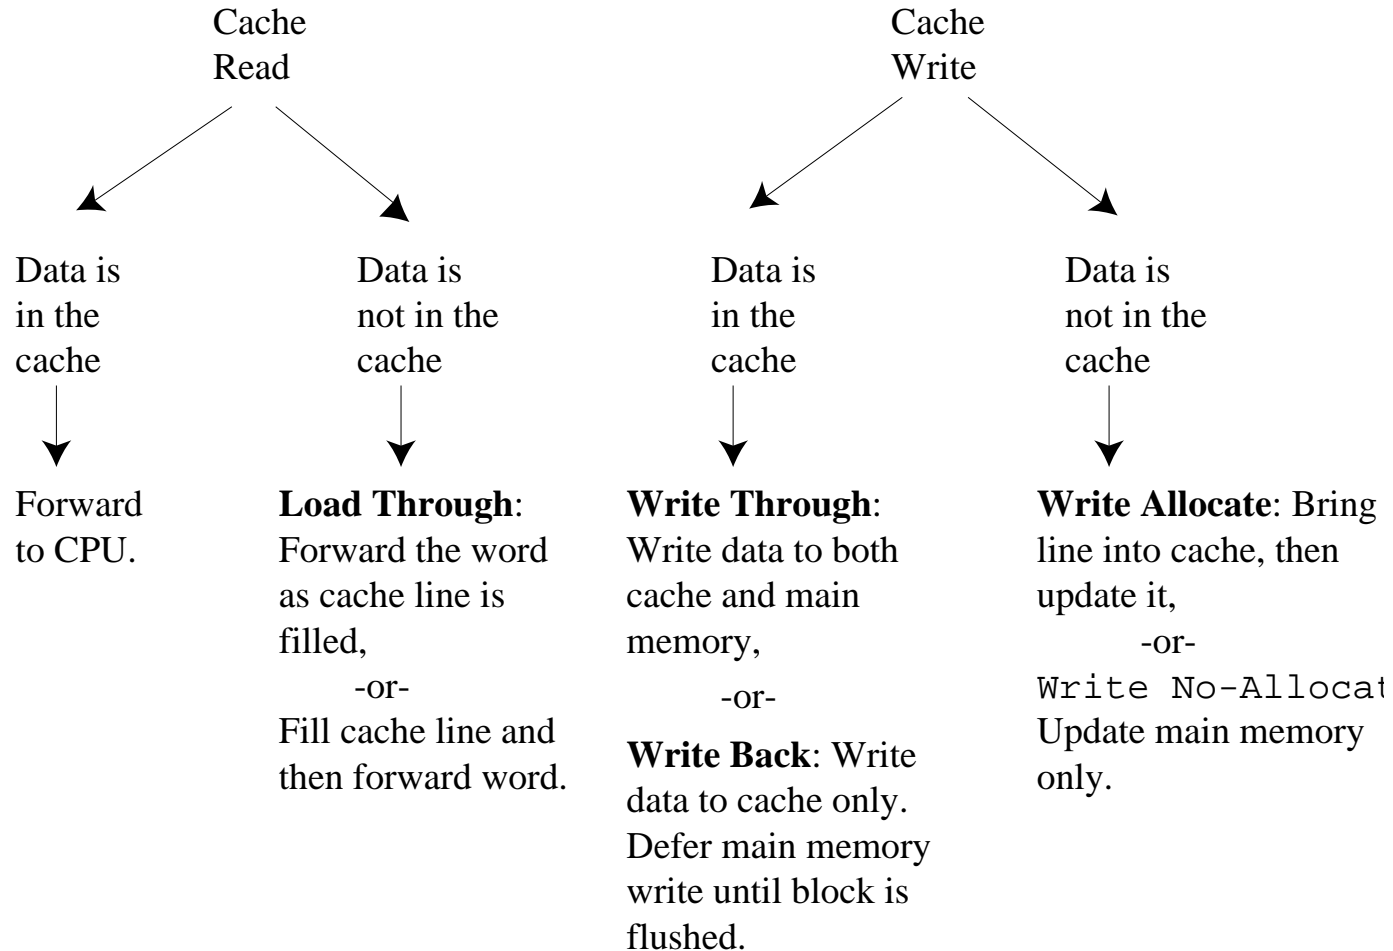 Cache
Read
Cache
Write
Data is
in the
cache
Data is
not in the
cache
Data is
in the
cache
Data is
not in the
cache
Forward
to CPU.
Load Through:
Forward the word
as cache line is
filled,
-or-
Fill cache line and
then forward word.
Write Through:
Write data to both
cache and main
memory,
-or-
Write Back: Write
data to cache only.
Defer main memory
write until block is
flushed.
Write Allocate: Bring
line into cache, then
update it,
-or-
Write No-Allocat
Update main memory
only.